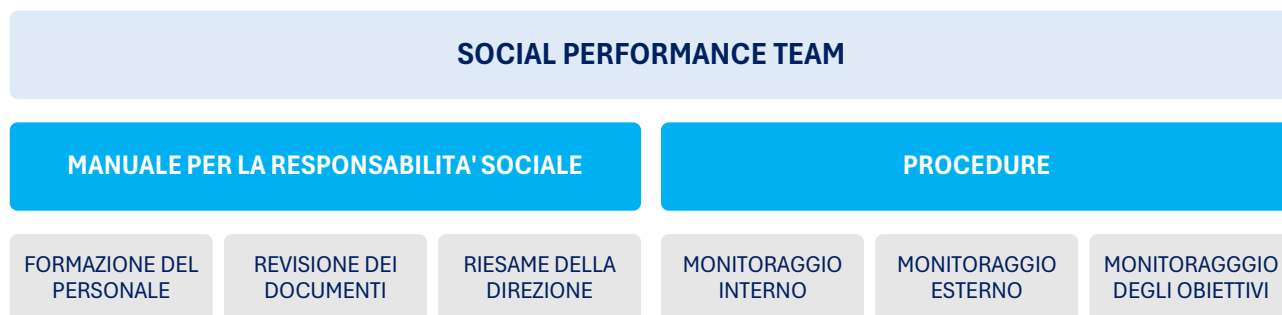 SOCIAL PERFORMANCE TEAM
MANUALE PER LA RESPONSABILITA' SOCIALE
PROCEDURE
FORMAZIONE DEL
PERSONALE
REVISIONE DEI
DOCUMENTI
RIESAME DELLA
DIREZIONE
MONITORAGGIO
INTERNO
MONITORAGGIO
ESTERNO
MONITORAGGGIO
DEGLI OBIETTIVI